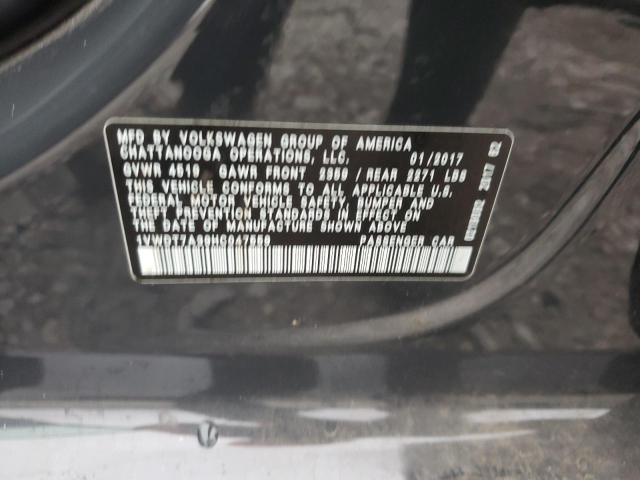 MFD BY VOLKSWAGEN GROUP OF AMERICA
CHATTANOOGA OPERATIONS, LLC. 01/2017
GVWR 4519 GAWR FRONT / REAR 2271 LBS
THIS VEHICLE CONFORMS TO ALL APPLICABLE U.S.
FEDERAL MOTOR VEHICLE SAFETY, BUMPER AND
THEFT PREVENTION STANDARDS IN EFFECT ON
THE DATE OF MANUFACTURE SHOWN ABOVE
PASSENGER CAR
2017